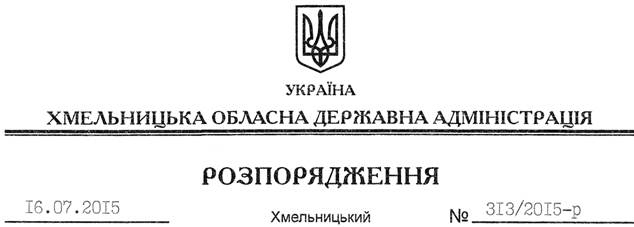 УКРАЇНА
ХМЕЛЬНИЦЬКА ОБЛАСНА ДЕРЖАВНА АДМІНІСТРАЦІЯ
РОЗПОРЯДЖЕННЯ
16.07.2015 Хмельницький № 313/2015-р